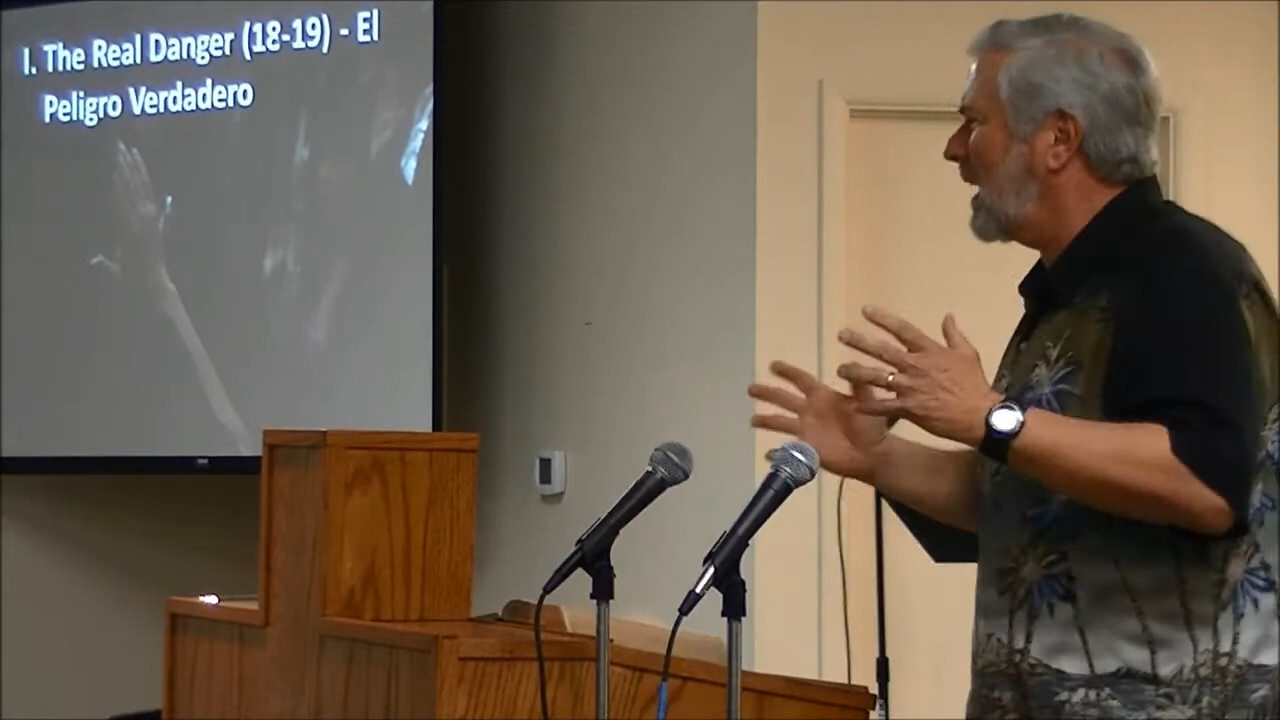 I. The Real Danger (18-19) - El
Peligro Verdadero